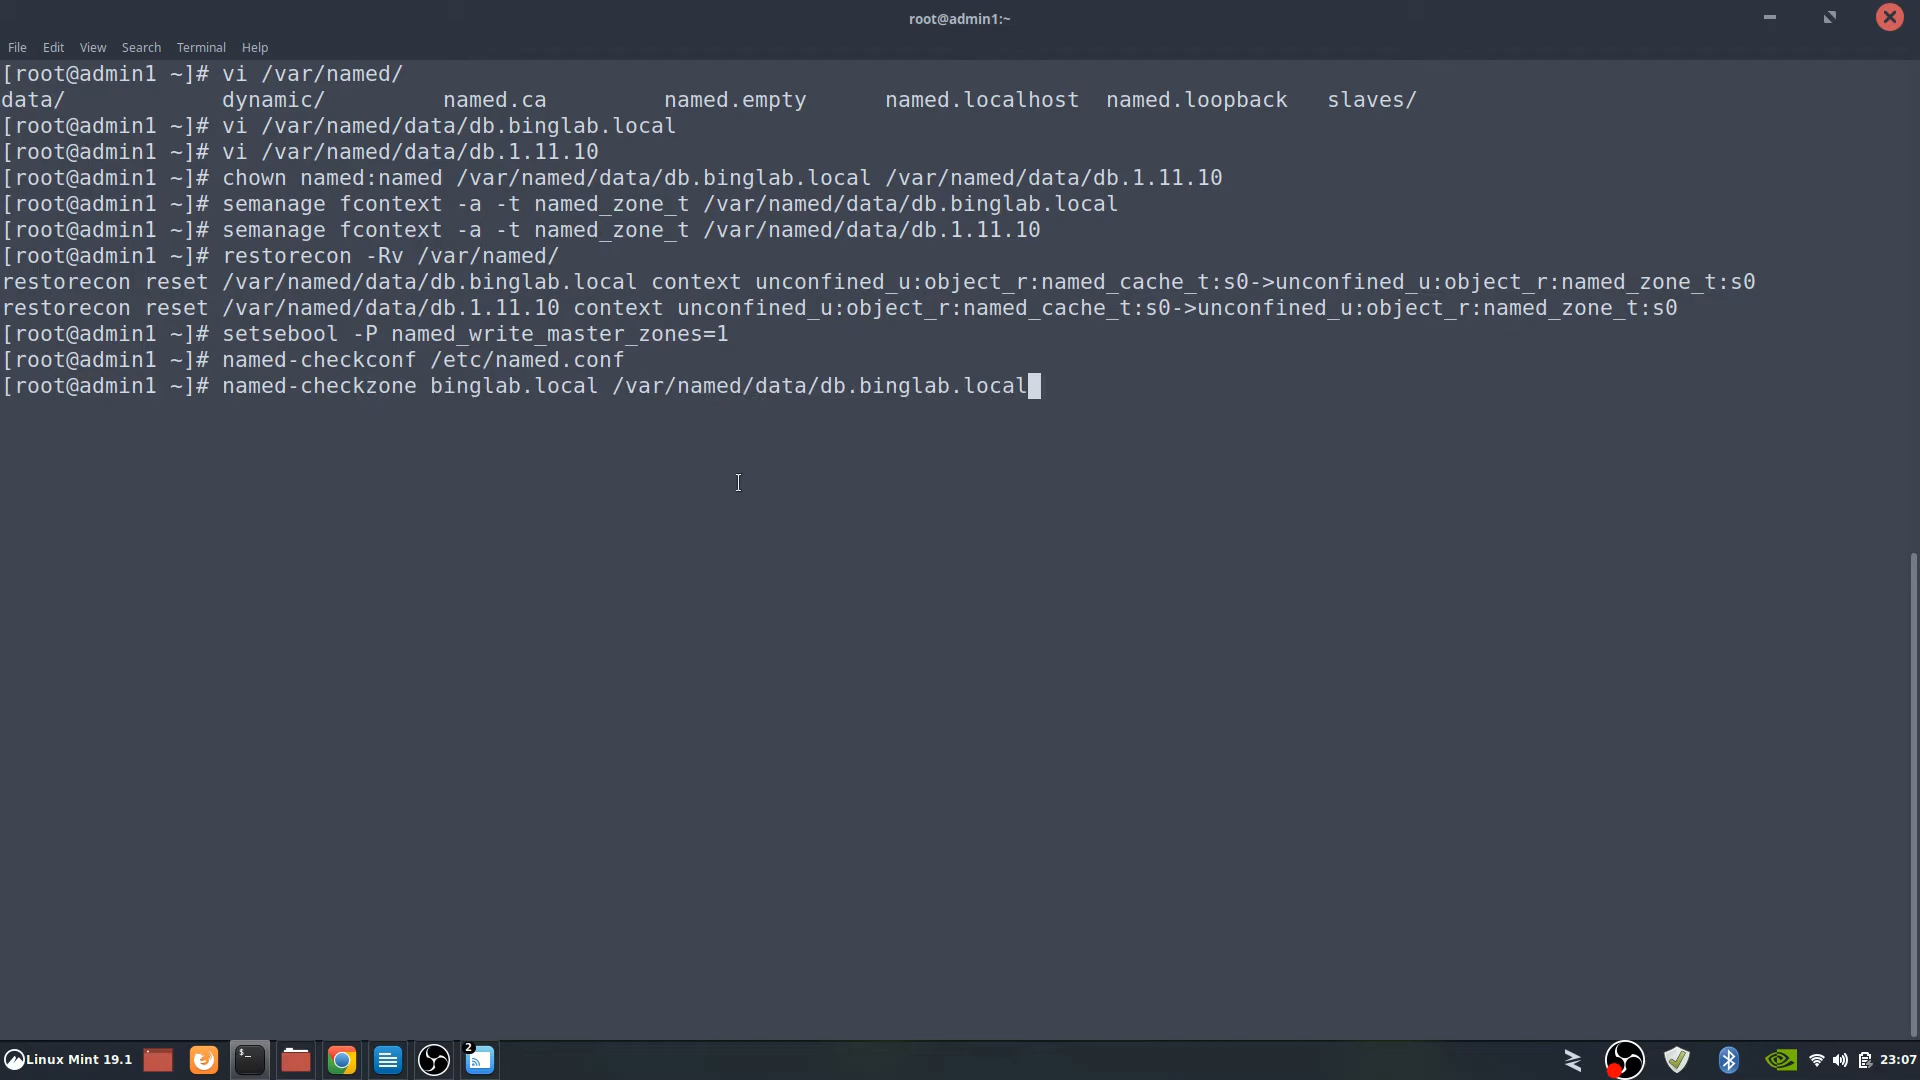 root@admin1:~
File Edit View Search Terminal Help
[root@admin1 ~]# vi /var/named/
data/ dynamic/ named.ca named.empty named.localhost named.loopback slaves/
[root@admin1 ~]# vi /var/named/data/db.binglab.local
[root@admin1 ~]# vi /var/named/data/db.1.11.10
[root@admin1 ~]# chown named:named /var/named/data/db.binglab.local /var/named/data/db.1.11.10
[root@admin1 ~]# semanage fcontext -a -t named_zone_t /var/named/data/db.binglab.local
[root@admin1 ~]# semanage fcontext -a -t named_zone_t /var/named/data/db.1.11.10
[root@admin1 ~]# restorecon -Rv /var/named/
restorecon reset /var/named/data/db.binglab.local context unconfined_u:object_r:named_cache_t:s0->unconfined_u:object_r:named_zone_t:s0
restorecon reset /var/named/data/db.1.11.10 context unconfined_u:object_r:named_cache_t:s0->unconfined_u:object_r:named_zone_t:s0
[root@admin1 ~]# setsebool -P named_write_master_zones=1
[root@admin1 ~]# named-checkconf /etc/named.conf
[root@admin1 ~]# named-checkzone binglab.local /var/named/data/db.binglab.local
Linux Mint 19.1 $_ 2 23:07